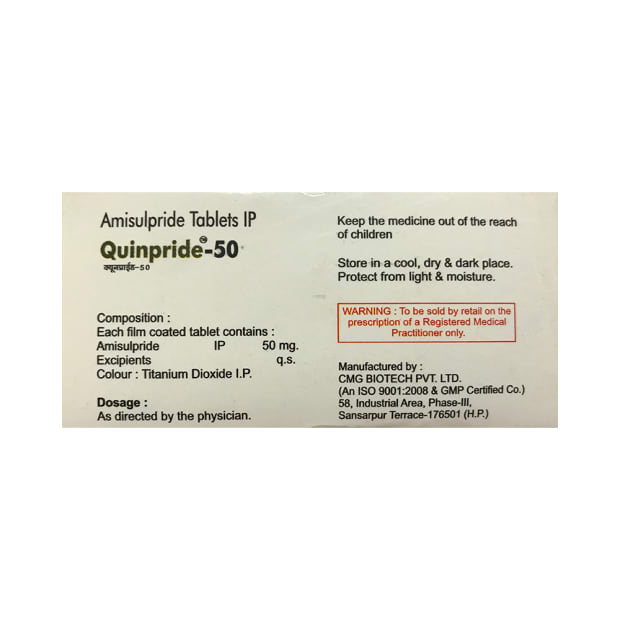 Amisulpride Tablets IP
Quinpride™-50
क्यूनप्राईड-50
Composition :
Each film coated tablet contains :
Amisulpride IP 50 mg.
Excipients q.s.
Colour : Titanium Dioxide I.P.
Dosage :
As directed by the physician.
Keep the medicine out of the reach
of children
Store in a cool, dry & dark place.
Protect from light & moisture.
WARNING : To be sold by retail on the
prescription of a Registered Medical
Practitioner only.
Manufactured by :
CMG BIOTECH PVT. LTD.
(An ISO 9001:2008 & GMP Certified Co.)
58, Industrial Area, Phase-III,
Sansarpur Terrace-176501 (H.P.)